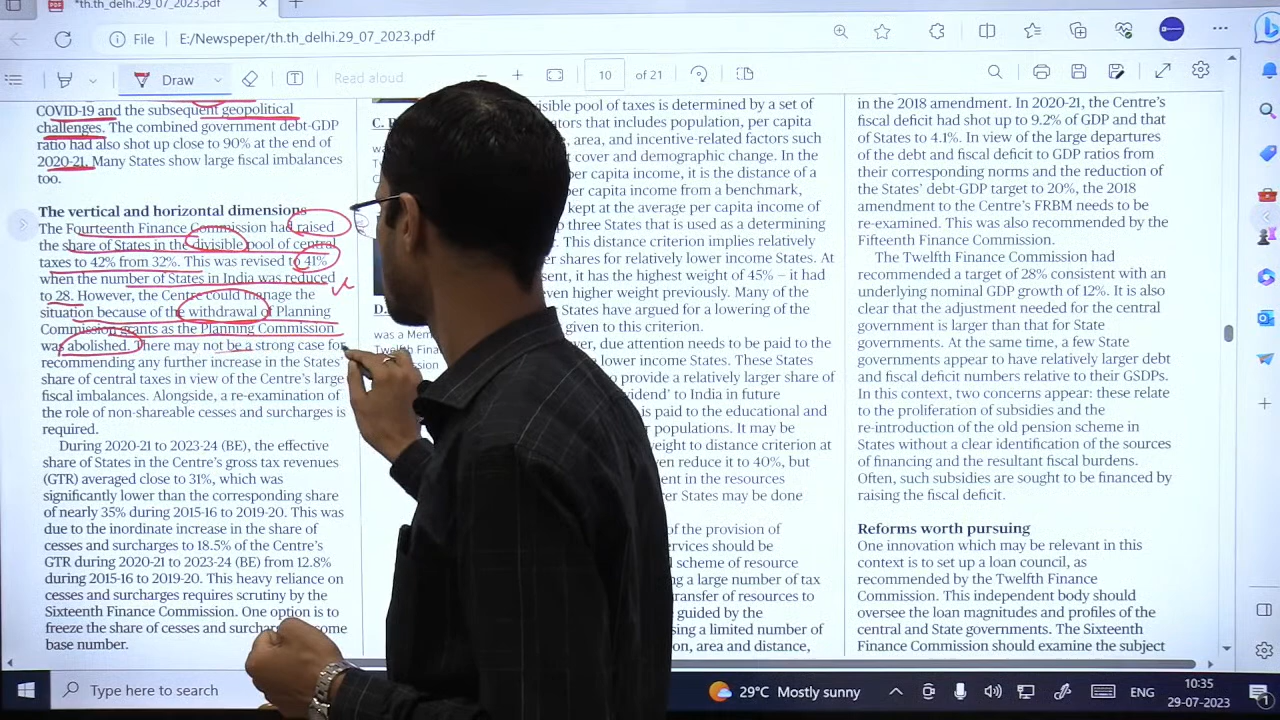 *th.th_delhi.29_07_2023.pdf
File E:/Newspeper/th.th_delhi.29_07_2023.pdf
Draw Read aloud 10 of 21
COVID-19 and the subsequent geopolitical
challenges. The combined government debt-GDP
ratio had also shot up close to 90% at the end of
2020-21. Many States show large fiscal imbalances
too.
The vertical and horizontal dimensions
The Fourteenth Finance Commission had raised
the share of States in the divisible pool of central
taxes to 42% from 32%. This was revised to 41%
when the number of States in India was reduced
to 28. However, the Centre could manage the
situation because of the withdrawal of Planning
Commission grants as the Planning Commission
was abolished. There may not be a strong case for
recommending any further increase in the States'
share of central taxes in view of the Centre's large
fiscal imbalances. Alongside, a re-examination of
the role of non-shareable cesses and surcharges is
required.
During 2020-21 to 2023-24 (BE), the effective
share of States in the Centre's gross tax revenues
(GTR) averaged close to 31%, which was
significantly lower than the corresponding share
of nearly 35% during 2015-16 to 2019-20. This was
due to the inordinate increase in the share of
cesses and surcharges to 18.5% of the Centre's
GTR during 2020-21 to 2023-24 (BE) from 12.8%
during 2015-16 to 2019-20. This heavy reliance on
cesses and surcharges requires scrutiny by the
Sixteenth Finance Commission. One option is to
freeze the share of cesses and
base number.
C.
was
D.
was a
Twelfth
visible pool of taxes is determined by a set of
that includes population, per capita
area, and incentive-related factors such
cover and demographic change. In the
per capita income, it is the distance of a
per capita income from a benchmark,
kept at the average per capita income of
three States that is used as a determining
This distance criterion implies relatively
shares for relatively lower income States. At
it has the highest weight of 45% – it had
even higher weight previously. Many of the
States have argued for a lowering of the
given to this criterion.
due attention needs to be paid to the
lower income States. These States
provide a relatively larger share of
to India in future
is paid to the educational and
populations. It may be
to distance criterion at
reduce it to 40%, but
in the resources
States may be done
of the provision of
should be
scheme of resource
a large number of tax
of resources to
guided by the
a limited number of
area and distance,
in the 2018 amendment. In 2020-21, the Centre's
fiscal deficit had shot up to 9.2% of GDP and that
of States to 4.1%. In view of the large departures
of the debt and fiscal deficit to GDP ratios from
their corresponding norms and the reduction of
the States' debt-GDP target to 20%, the 2018
amendment to the Centre's FRBM needs to be
re-examined. This was also recommended by the
Fifteenth Finance Commission.
The Twelfth Finance Commission had
recommended a target of 28% consistent with an
underlying nominal GDP growth of 12%. It is also
clear that the adjustment needed for the central
government is larger than that for State
governments. At the same time, a few State
governments appear to have relatively larger debt
and fiscal deficit numbers relative to their GSDPs.
In this context, two concerns appear: these relate
to the proliferation of subsidies and the
re-introduction of the old pension scheme in
States without a clear identification of the sources
of financing and the resultant fiscal burdens.
Often, such subsidies are sought to be financed by
raising the fiscal deficit.
Reforms worth pursuing
One innovation which may be relevant in this
context is to set up a loan council, as
recommended by the Twelfth Finance
Commission. This independent body should
oversee the loan magnitudes and profiles of the
central and State governments. The Sixteenth
Finance Commission should examine the subject
Type here to search 29°C Mostly sunny ENG 10:35
29-07-2023